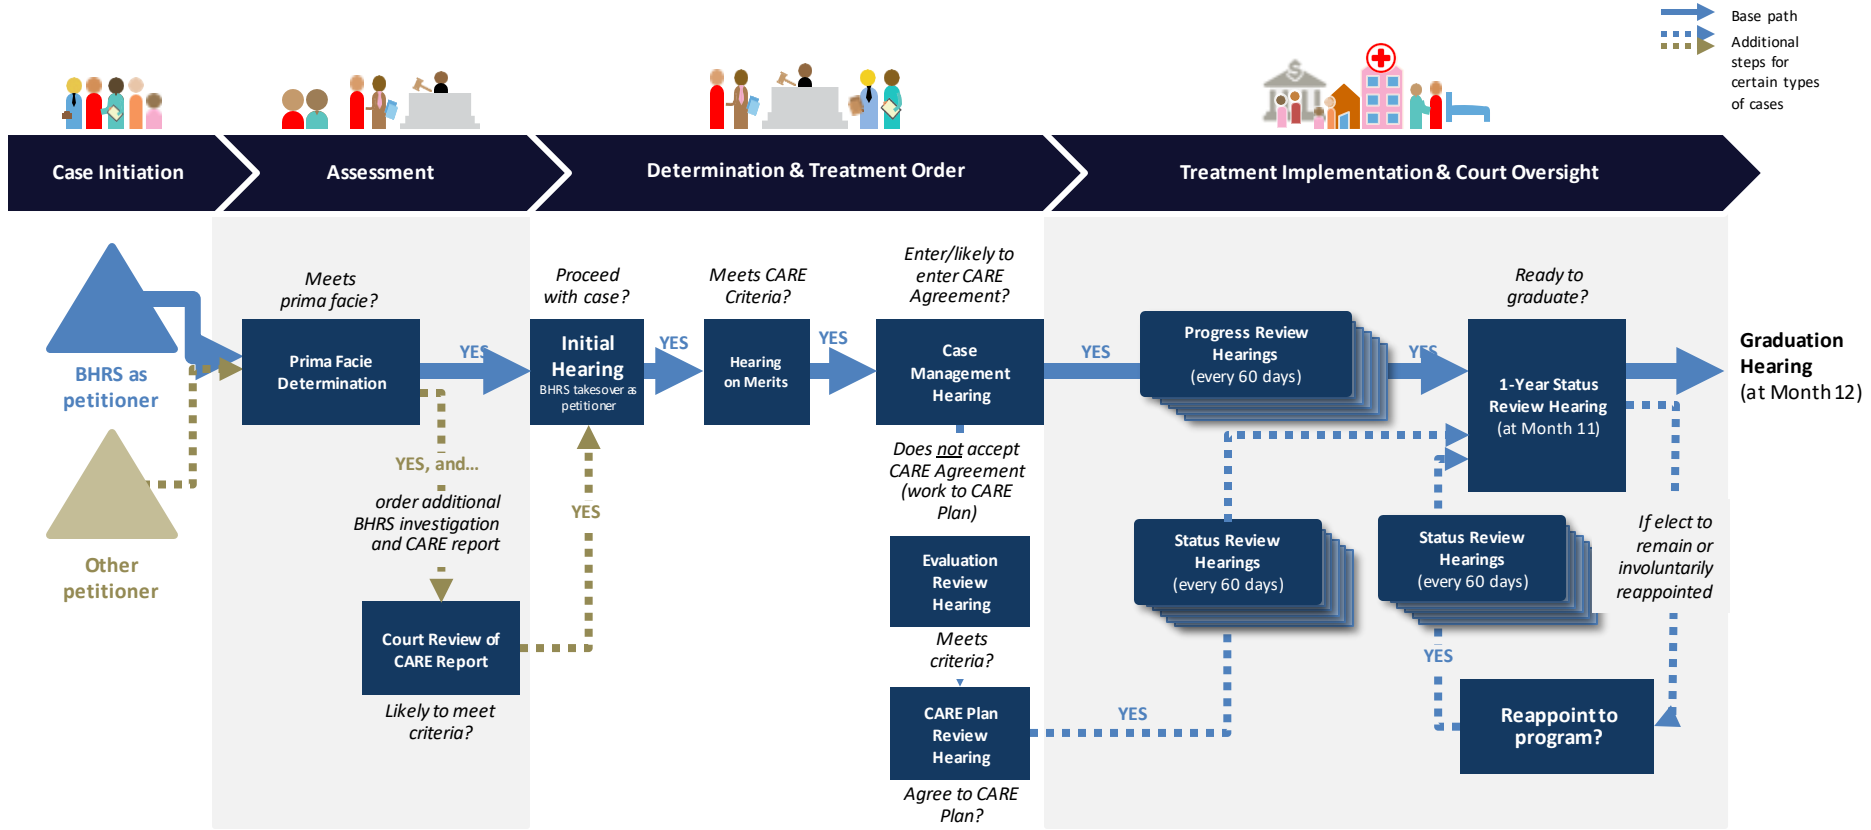 Base path
Additional
steps for
certain types
of cases
Case Initiation
Assessment
Determination & Treatment Order
Treatment Implementation & Court Oversight
BHRS as
petitioner
Other
petitioner
Meets
prima facie?
Prima Facie
Determination
YES
YES, and...
order additional
BHRS investigation
and CARE report
Court Review of
CARE Report
Likely to meet
criteria?
YES
Proceed
with case?
Initial
Hearing
BHRS takesover as
petitioner
YES
Meets CARE
Criteria?
Hearing
on Merits
YES
Enter/likely to
enter CARE
Agreement?
Case
Management
Hearing
Does not accept
CARE Agreement
(work to CARE
Plan)
Evaluation
Review
Hearing
Meets
criteria?
CARE Plan
Review
Hearing
Agree to CARE
Plan?
YES
YES
Progress Review
Hearings
(every 60 days)
YES
Status Review
Hearings
(every 60 days)
Ready to
graduate?
1-Year Status
Review Hearing
(at Month 11)
Status Review
Hearings
(every 60 days)
YES
If elect to
remain or
involuntarily
reappointed
Reappoint to
program?
Graduation
Hearing
(at Month 12)